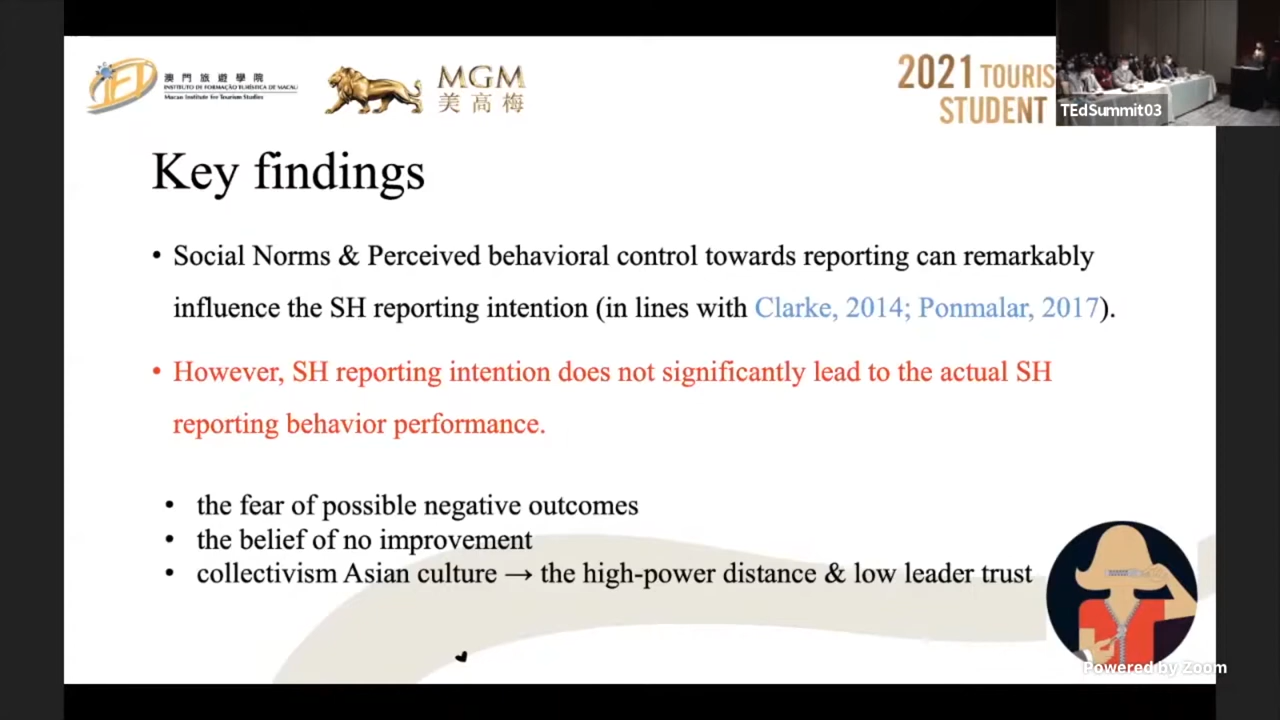 澳門旅遊學院
INSTITUTO DE FORMAÇÃO TURÍSTICA DE MACAU
Macao Institute for Tourism Studies
MGM
美高梅
2021 TOURIS
STUDENT
TEdSummit03
Key findings
• Social Norms & Perceived behavioral control towards reporting can remarkably
influence the SH reporting intention (in lines with Clarke, 2014; Ponmalar, 2017).
• However, SH reporting intention does not significantly lead to the actual SH
reporting behavior performance.
• the fear of possible negative outcomes
• the belief of no improvement
• collectivism Asian culture → the high-power distance & low leader trust
Powered by Zoom